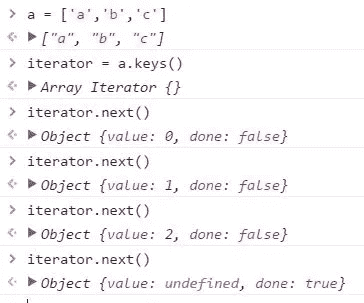 > a = ['a','b','c']
<· ▶ ["a", "b", "c"]
> iterator = a.keys()
<· ▶ Array Iterator {}
> iterator.next()
<· ▶ Object {value: 0, done: false}
> iterator.next()
<· ▶ Object {value: 1, done: false}
> iterator.next()
<· ▶ Object {value: 2, done: false}
> iterator.next()
<· ▶ Object {value: undefined, done: true}